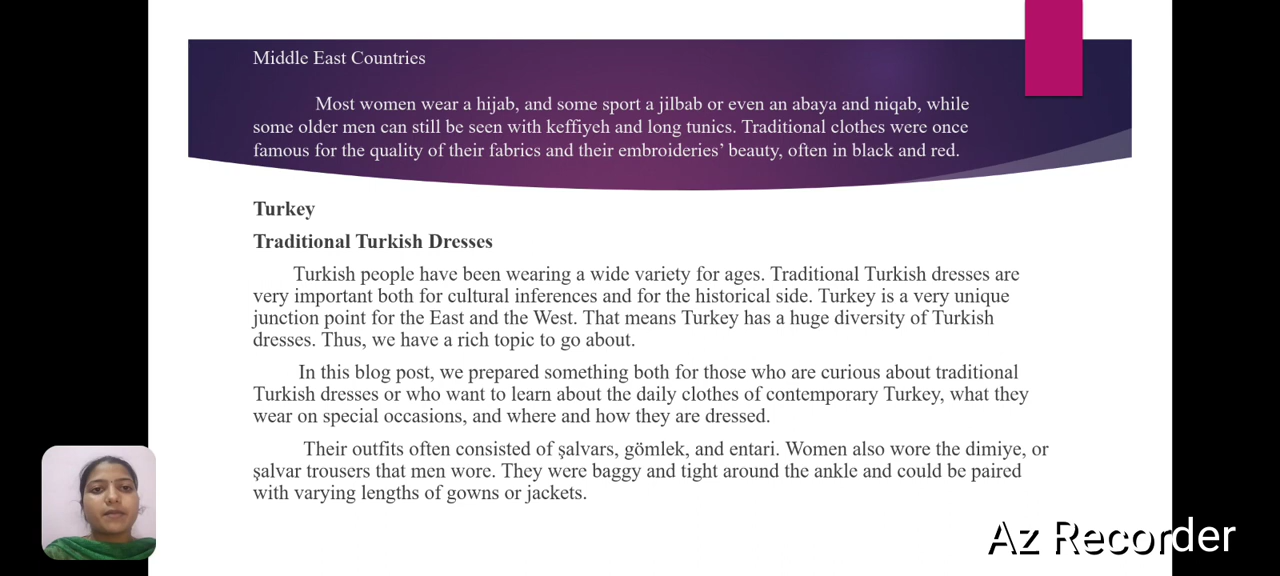 Middle East Countries
Most women wear a hijab, and some sport a jilbab or even an abaya and niqab, while
some older men can still be seen with keffiyeh and long tunics. Traditional clothes were once
famous for the quality of their fabrics and their embroideries’ beauty, often in black and red.
Turkey
Traditional Turkish Dresses
Turkish people have been wearing a wide variety for ages. Traditional Turkish dresses are
very important both for cultural inferences and for the historical side. Turkey is a very unique
junction point for the East and the West. That means Turkey has a huge diversity of Turkish
dresses. Thus, we have a rich topic to go about.
In this blog post, we prepared something both for those who are curious about traditional
Turkish dresses or who want to learn about the daily clothes of contemporary Turkey, what they
wear on special occasions, and where and how they are dressed.
Their outfits often consisted of şalvars, gömlek, and entari. Women also wore the dimiye, or
şalvar trousers that men wore. They were baggy and tight around the ankle and could be paired
with varying lengths of gowns or jackets.
Az Recorder